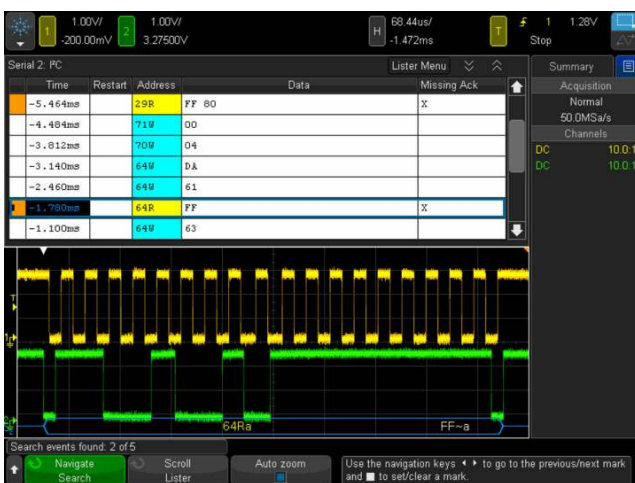 1 1.00V/ 2 1.00V/ H 68.44us/ T 1 1.28V
-200.00mV 3.27500V -1.472ms Stop
Serial 2: I²C Lister Menu Summary
Time Restart Address Data Missing Ack Acquisition
-5.464ms 29R FF 80 X Normal
-4.484ms 71W 00 50.0MSa/s
-3.812ms 70W 04 Channels
-3.140ms 64W DA DC 10.0:1
-2.460ms 64W 61 DC 10.0:1
-1.780ms 64R FF X
-1.100ms 64W 63
T
1
2
64Ra FF~a
Search events found: 2 of 5
Navigate Scroll Auto zoom Use the navigation keys to go to the previous/next mark
Search Lister and to set/clear a mark.